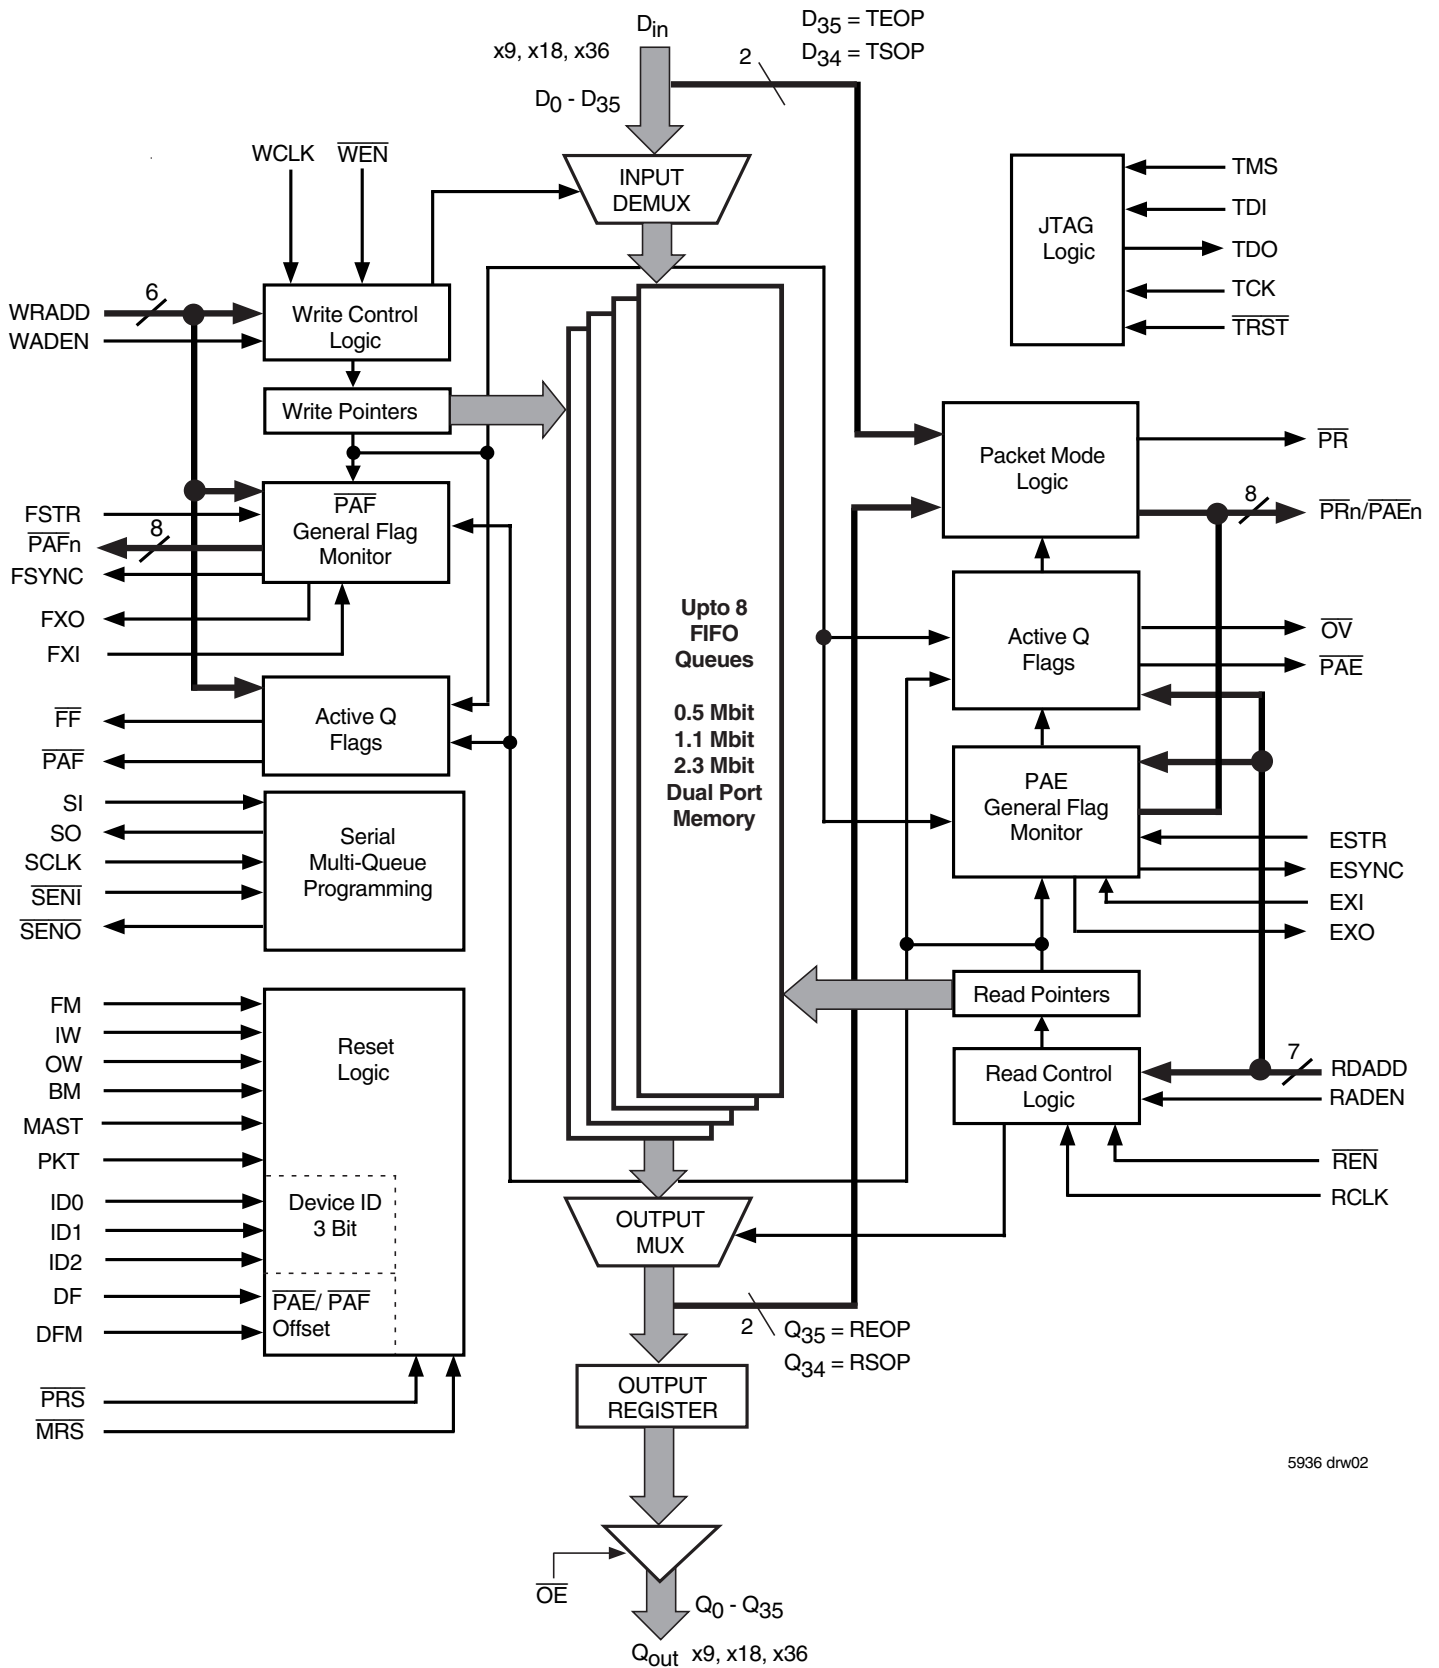 Din
x9, x18, x36
D0 - D35
2
D35 = TEOP
D34 = TSOP
WCLK
WEN
INPUT
DEMUX
TMS
TDI
TDO
TCK
TRST
JTAG
Logic
WRADD
6
WADEN
Write Control
Logic
Write Pointers
FSTR
PAFn
8
FSYNC
FXO
FXI
PAF
General Flag
Monitor
FF
PAF
Active Q
Flags
SI
SO
SCLK
SENI
SENO
Serial
Multi-Queue
Programming
FM
IW
OW
BM
MAST
PKT
ID0
ID1
ID2
DF
DFM
Reset
Logic
Device ID
3 Bit
PAE/ PAF
Offset
PRS
MRS
Upto 8
FIFO
Queues
0.5 Mbit
1.1 Mbit
2.3 Mbit
Dual Port
Memory
Packet Mode
Logic
PR
8
PRn/PAEn
Active Q
Flags
OV
PAE
PAE
General Flag
Monitor
ESTR
ESYNC
EXI
EXO
Read Pointers
Read Control
Logic
7
RDADD
RADEN
REN
RCLK
OUTPUT
MUX
2
Q35 = REOP
Q34 = RSOP
OUTPUT
REGISTER
OE
Q0 - Q35
Qout x9, x18, x36
5936 drw02